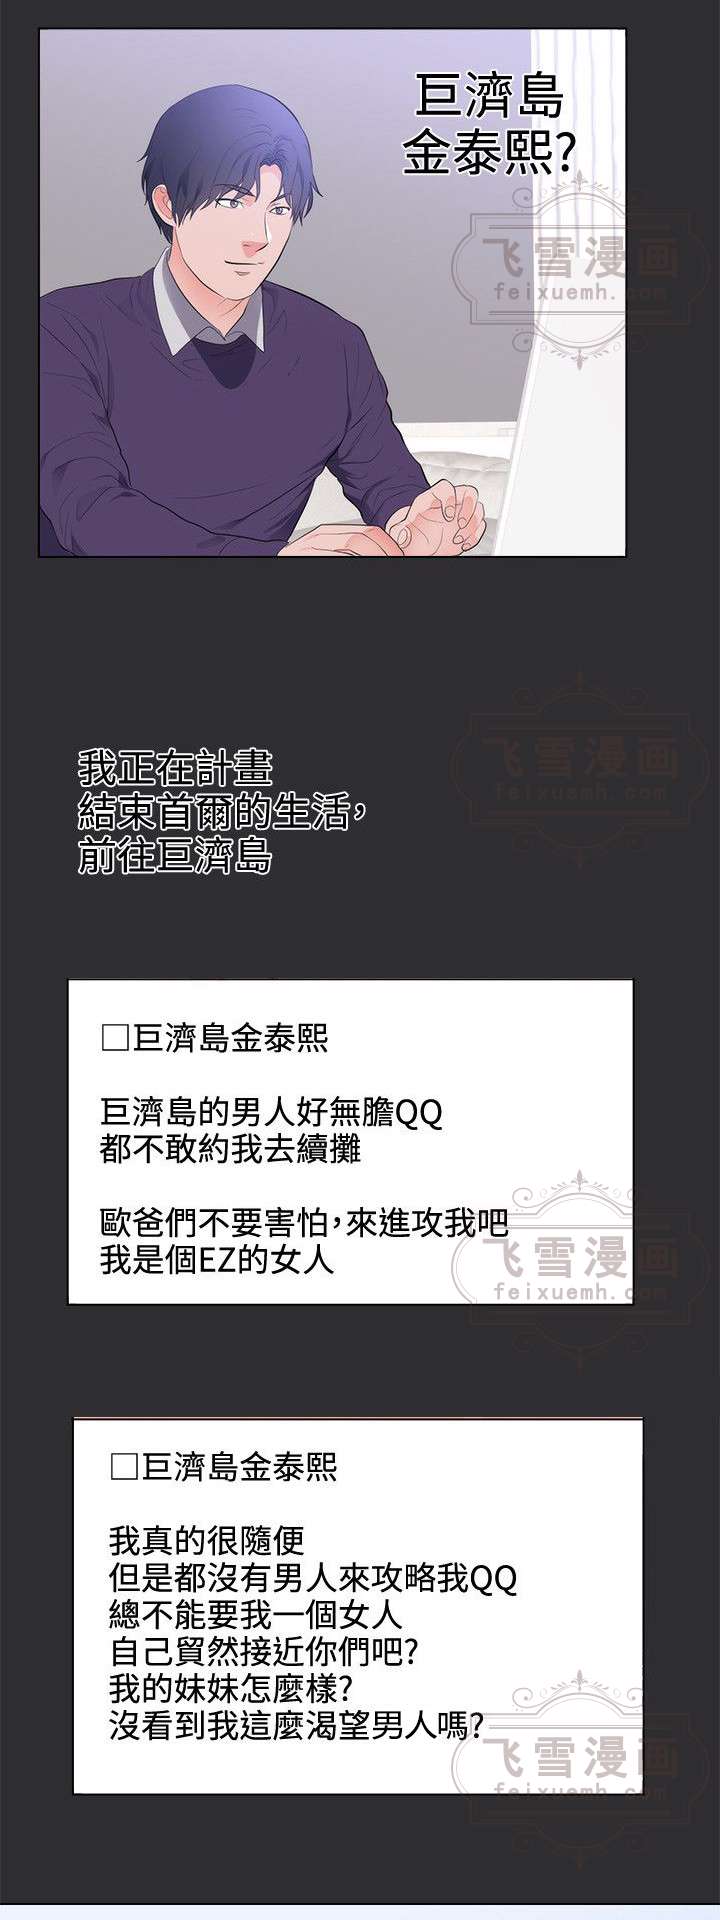 巨濟島
金泰熙?
飞雪漫画
feixuemh.com
我正在計畫
結束首爾的生活,
前往巨濟島
飞雪漫画
feixuemh.com
□巨濟島金泰熙
巨濟島的男人好無膽QQ
都不敢約我去續攤
歐爸們不要害怕,來進攻我吧
我是個EZ的女人
飞雪漫画
feixuemh.com
□巨濟島金泰熙
我真的很隨便
但是都沒有男人來攻略我QQ
總不能要我一個女人
自己貿然接近你們吧?
我的妹妹怎麼樣?
沒看到我這麼渴望男人嗎?
飞雪漫画
feixuemh.com